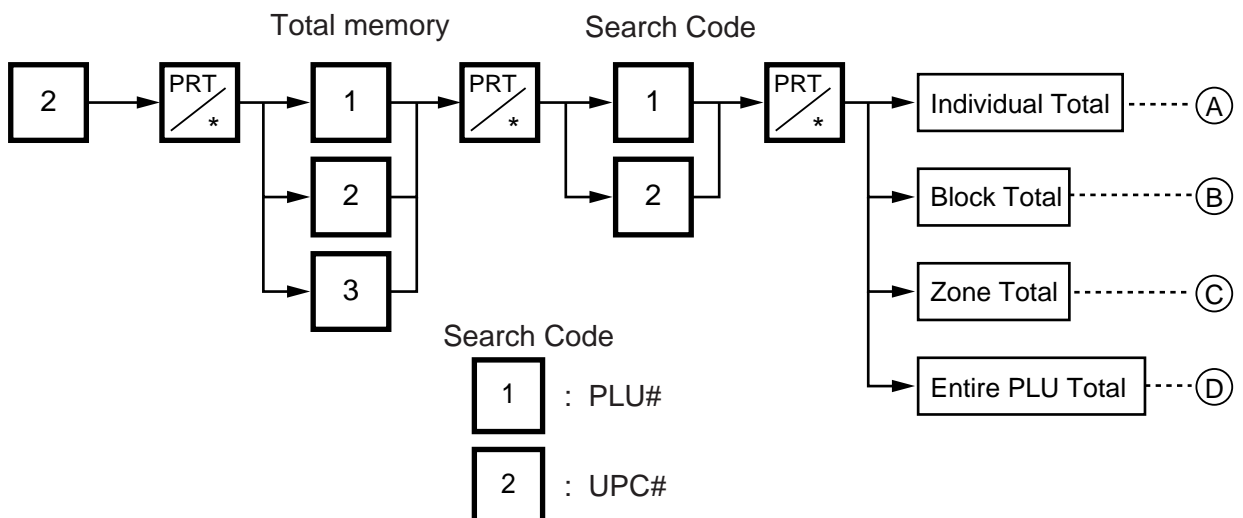 Total memory
Search Code
2
PRT
*
1
PRT
*
1
PRT
*
Individual Total
A
2
2
Block Total
B
3
Zone Total
C
Search Code
1 : PLU#
Entire PLU Total
D
2 : UPC#